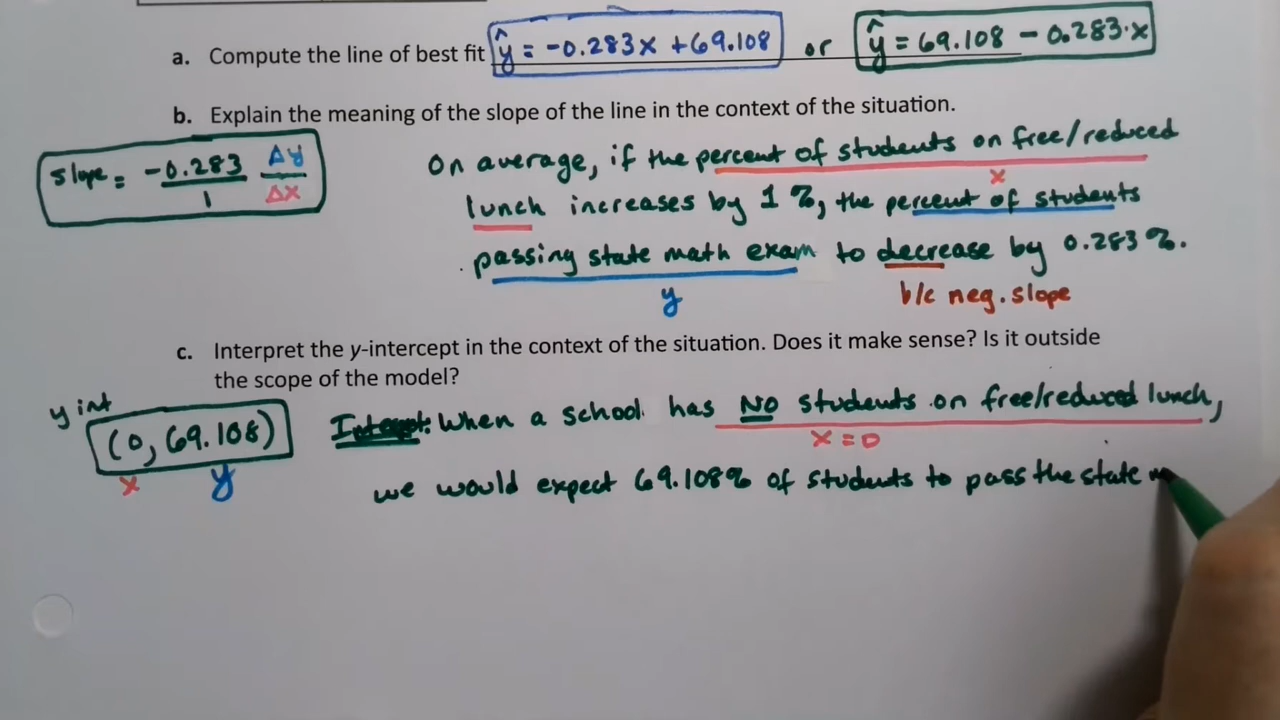 a. Compute the line of best fit ŷ = -0.283x + 69.108 or ŷ = 69.108 - 0.283·x
b. Explain the meaning of the slope of the line in the context of the situation.
slope = -0.283/1 Δy/Δx
On average, if the percent of students on free/reduced
x
lunch increases by 1%, the percent of students
passing state math exam to decrease by 0.283%.
y b/c neg. slope
c. Interpret the y-intercept in the context of the situation. Does it make sense? Is it outside
the scope of the model?
y int
(0, 69.108)
x y
When a school has NO students on free/reduced lunch,
x = 0
we would expect 69.108% of students to pass the state